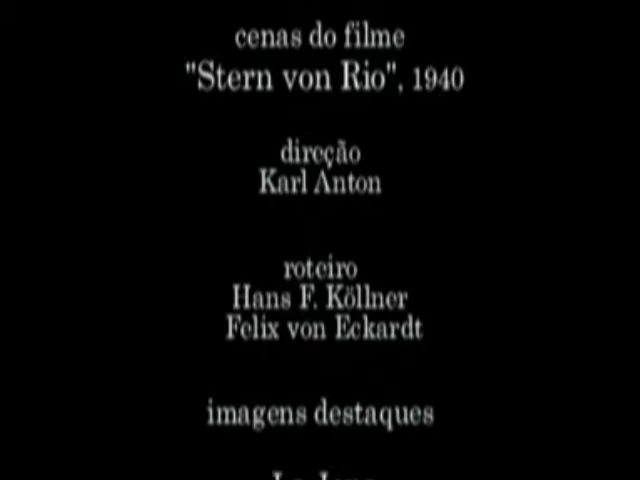 cenas do filme
"Stern von Rio", 1940
direção
Karl Anton
roteiro
Hans F. Köllner
Felix von Eckardt
imagens destaques